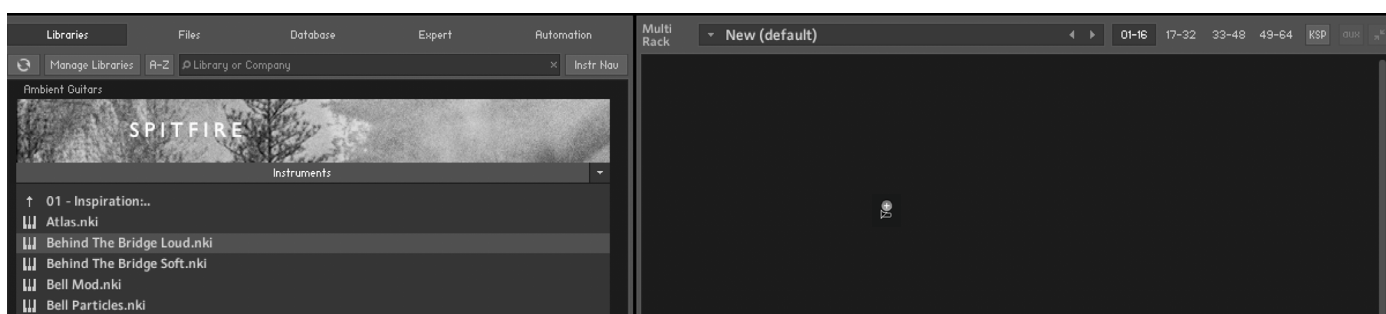 Libraries Files Database Expert Automation
Manage Libraries A-Z Library or Company × Instr Nav
Ambient Guitars
SPITFIRE
Instruments
01 - Inspiration:..
Atlas.nki
Behind The Bridge Loud.nki
Behind The Bridge Soft.nki
Bell Mod.nki
Bell Particles.nki
Multi
Rack
New (default) 01-16 17-32 33-48 49-64 KSP aux